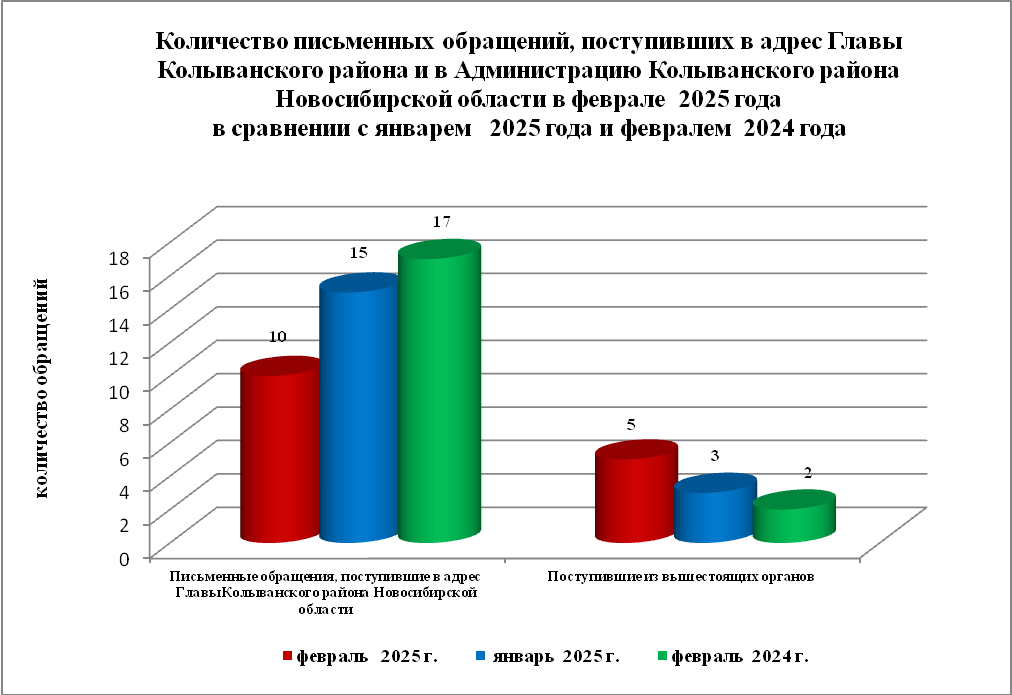 Количество письменных обращений, поступивших в адрес Главы
Колыванского района и в Администрацию Колыванского района
Новосибирской области в феврале 2025 года
в сравнении с январем 2025 года и февралем 2024 года
количество обращений
18
16
14
12
10
8
6
4
2
0
10
15
17
5
3
2
Письменные обращения, поступившие в адрес
ГлавыКолыванского района Новосибирской
области
Поступившие из вышестоящих органов
февраль 2025 г.
январь 2025 г.
февраль 2024 г.